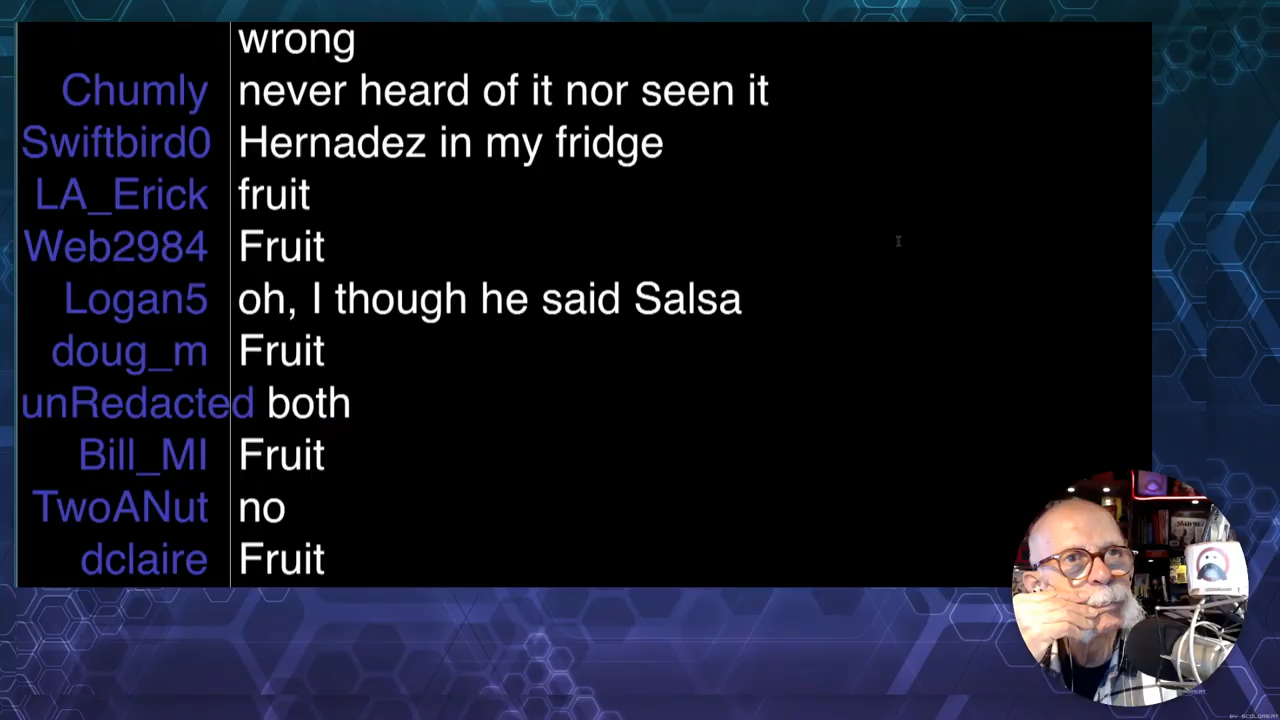 wrong
Chumly never heard of it nor seen it
Swiftbird0 Hernadez in my fridge
LA_Erick fruit
Web2984 Fruit
Logan5 oh, I though he said Salsa
doug_m Fruit
unRedacted both
Bill_MI Fruit
TwoANut no
dclaire Fruit